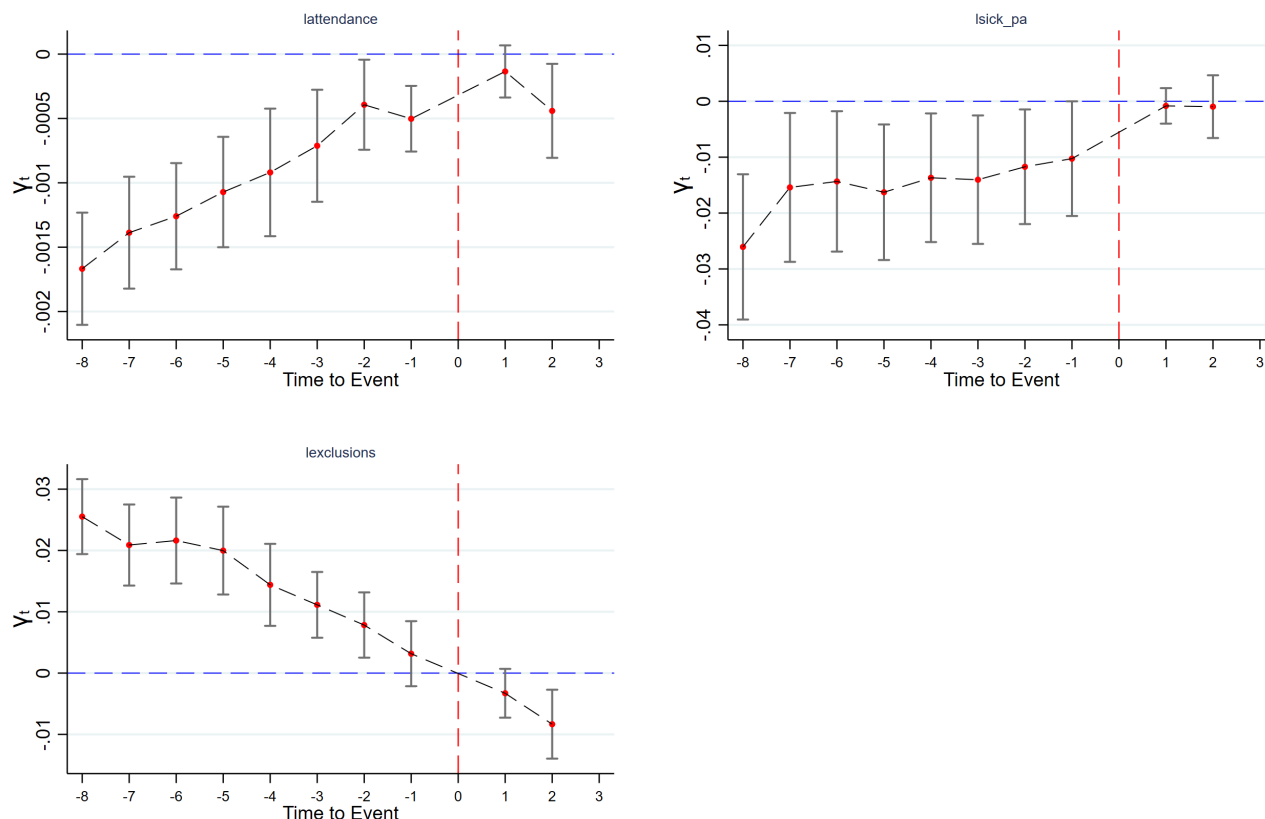 lattendance
0
-.0005
-.001
-.0015
-.002
γt
-8 -7 -6 -5 -4 -3 -2 -1 0 1 2 3
Time to Event
lsick_pa
.01
0
-.01
-.02
-.03
-.04
γt
-8 -7 -6 -5 -4 -3 -2 -1 0 1 2 3
Time to Event
lexclusions
.03
.02
.01
0
-.01
γt
-8 -7 -6 -5 -4 -3 -2 -1 0 1 2 3
Time to Event